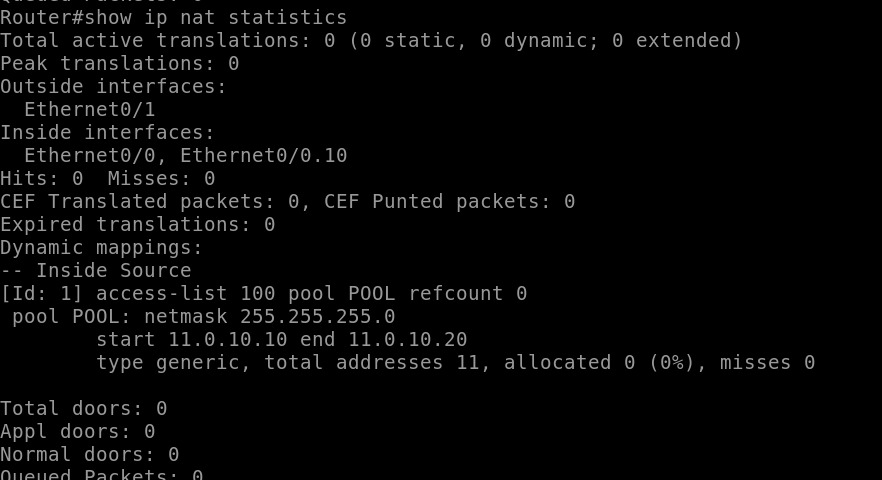 Queued Packets: 0
Router#show ip nat statistics
Total active translations: 0 (0 static, 0 dynamic; 0 extended)
Peak translations: 0
Outside interfaces:
  Ethernet0/1
Inside interfaces:
  Ethernet0/0, Ethernet0/0.10
Hits: 0  Misses: 0
CEF Translated packets: 0, CEF Punted packets: 0
Expired translations: 0
Dynamic mappings:
-- Inside Source
[Id: 1] access-list 100 pool POOL refcount 0
 pool POOL: netmask 255.255.255.0
        start 11.0.10.10 end 11.0.10.20
        type generic, total addresses 11, allocated 0 (0%), misses 0

Total doors: 0
Appl doors: 0
Normal doors: 0
Queued Packets: 0